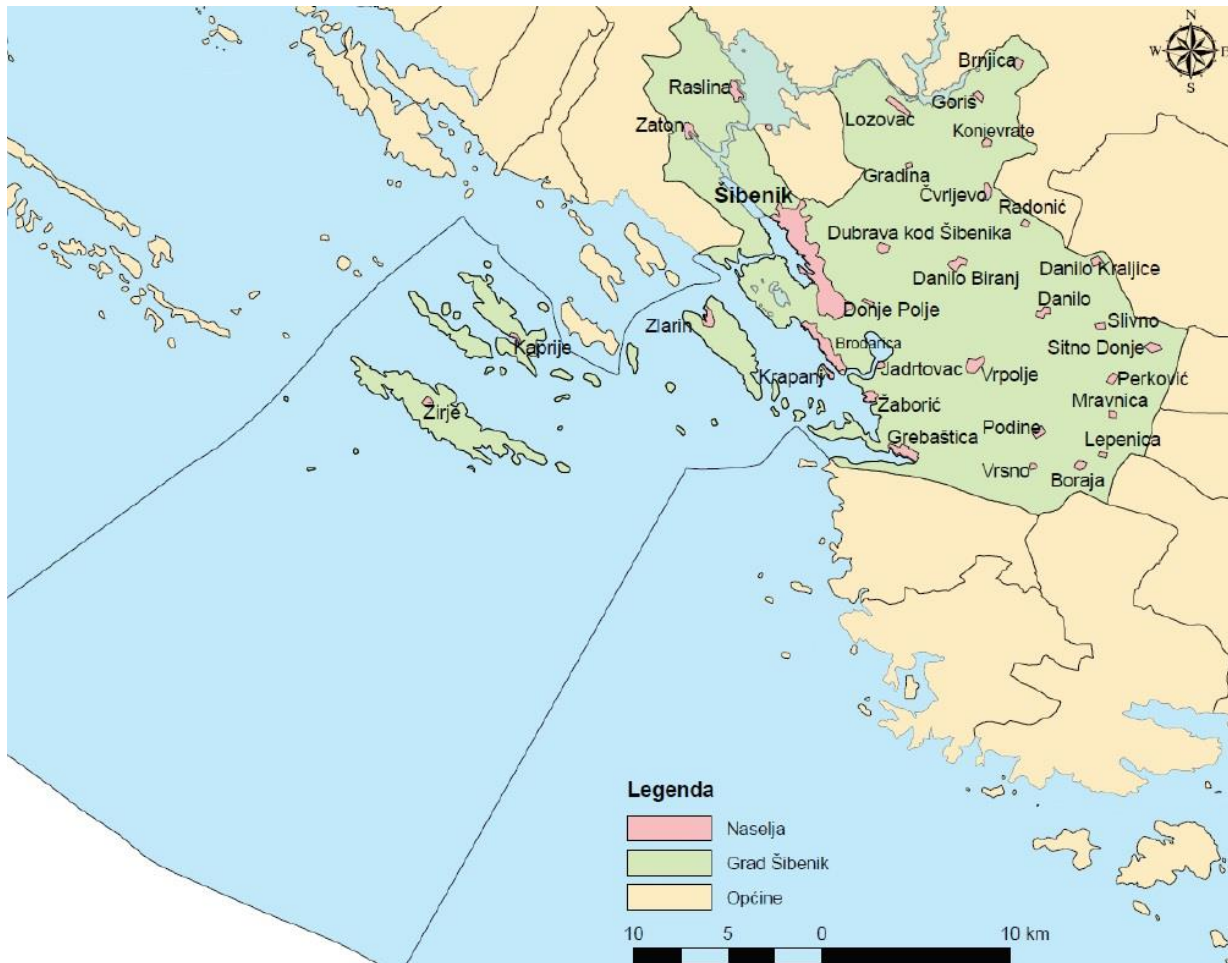 N
W E
S
Brnjica
Raslina
Goriš
Lozovac
Zaton
Konjevrate
Gradina
Šibenik
Čvrljevo
Radonić
Dubrava kod Šibenika
Danilo Biranj
Danilo Kraljice
Danilo
Donje Polje
Zlarin
Slivno
Kaprije
Brodarica
Sitno Donje
Krapanj
Jadrtovac
Vrpolje
Perković
Žirje
Žaborić
Mravnica
Podine
Grebaštica
Lepenica
Vrsno
Boraja
Legenda
Naselja
Grad Šibenik
Općine
10 5 0 10 km